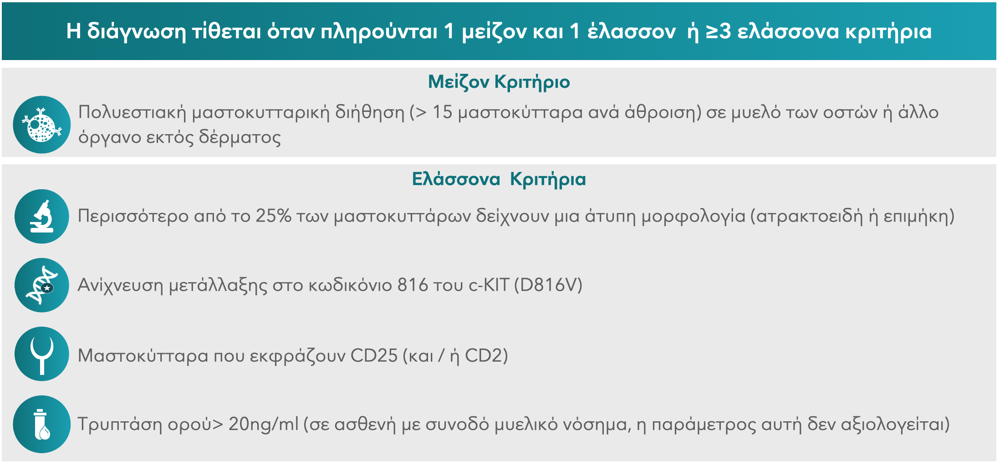 Η διάγνωση τίθεται όταν πληρούνται 1 μείζον και 1 έλασσον ή ≥3 ελάσσονα κριτήρια
Μείζον Κριτήριο
Πολυεστιακή μαστοκυτταρική διήθηση (> 15 μαστοκύτταρα ανά άθροιση) σε μυελό των οστών ή άλλο
όργανο εκτός δέρματος
Ελάσσονα Κριτήρια
Περισσότερο από το 25% των μαστοκυττάρων δείχνουν μια άτυπη μορφολογία (ατρακτοειδή ή επιμήκη)
Ανίχνευση μετάλλαξης στο κωδικόνιο 816 του c-KIT (D816V)
Μαστοκύτταρα που εκφράζουν CD25 (και / ή CD2)
Τρυπτάση ορού> 20ng/ml (σε ασθενή με συνοδό μυελικό νόσημα, η παράμετρος αυτή δεν αξιολογείται)